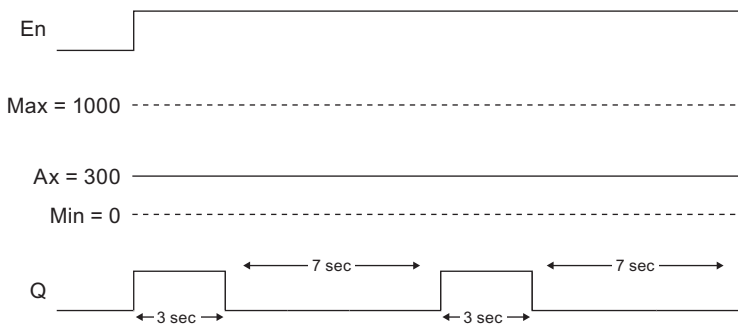 En
Max = 1000
Ax = 300
Min = 0
7 sec
7 sec
Q
3 sec
3 sec